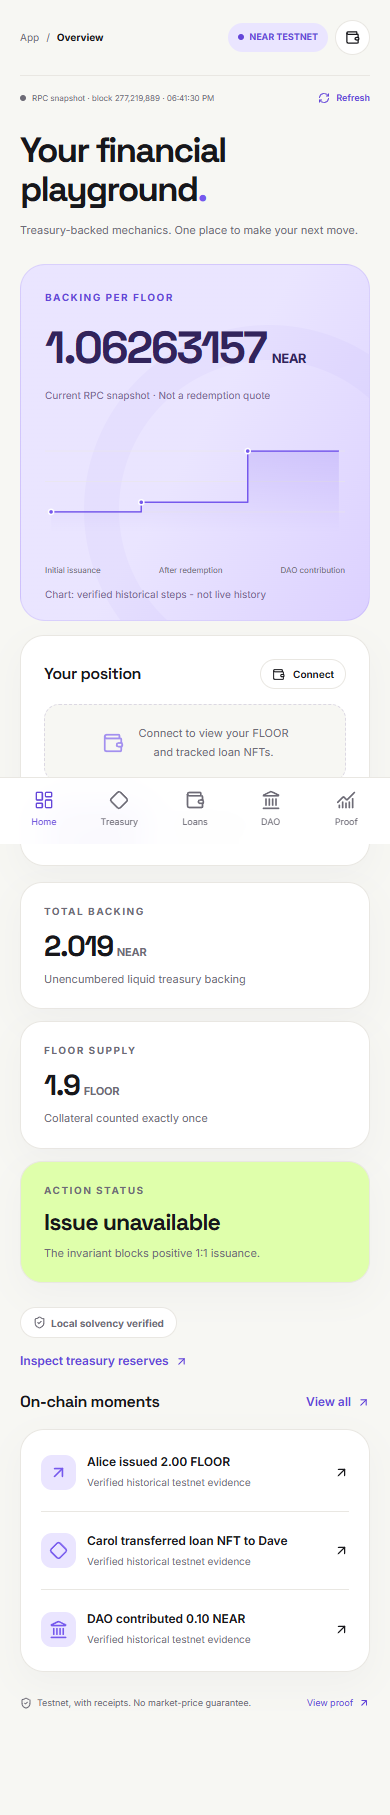 App / Overview
NEAR TESTNET
RPC snapshot · block 277,219,889 · 06:41:30 PM
Refresh
Your financial
playground.
Treasury-backed mechanics. One place to make your next move.
BACKING PER FLOOR
1.06263157 NEAR
Current RPC snapshot · Not a redemption quote
Initial issuance
After redemption
DAO contribution
Chart: verified historical steps - not live history
Your position
Connect
Connect to view your FLOOR
and tracked loan NFTs.
Home
Treasury
Loans
DAO
Proof
TOTAL BACKING
2.019 NEAR
Unencumbered liquid treasury backing
FLOOR SUPPLY
1.9 FLOOR
Collateral counted exactly once
ACTION STATUS
Issue unavailable
The invariant blocks positive 1:1 issuance.
Local solvency verified
Inspect treasury reserves
On-chain moments
View all
Alice issued 2.00 FLOOR
Verified historical testnet evidence
Carol transferred loan NFT to Dave
Verified historical testnet evidence
DAO contributed 0.10 NEAR
Verified historical testnet evidence
Testnet, with receipts. No market-price guarantee.
View proof